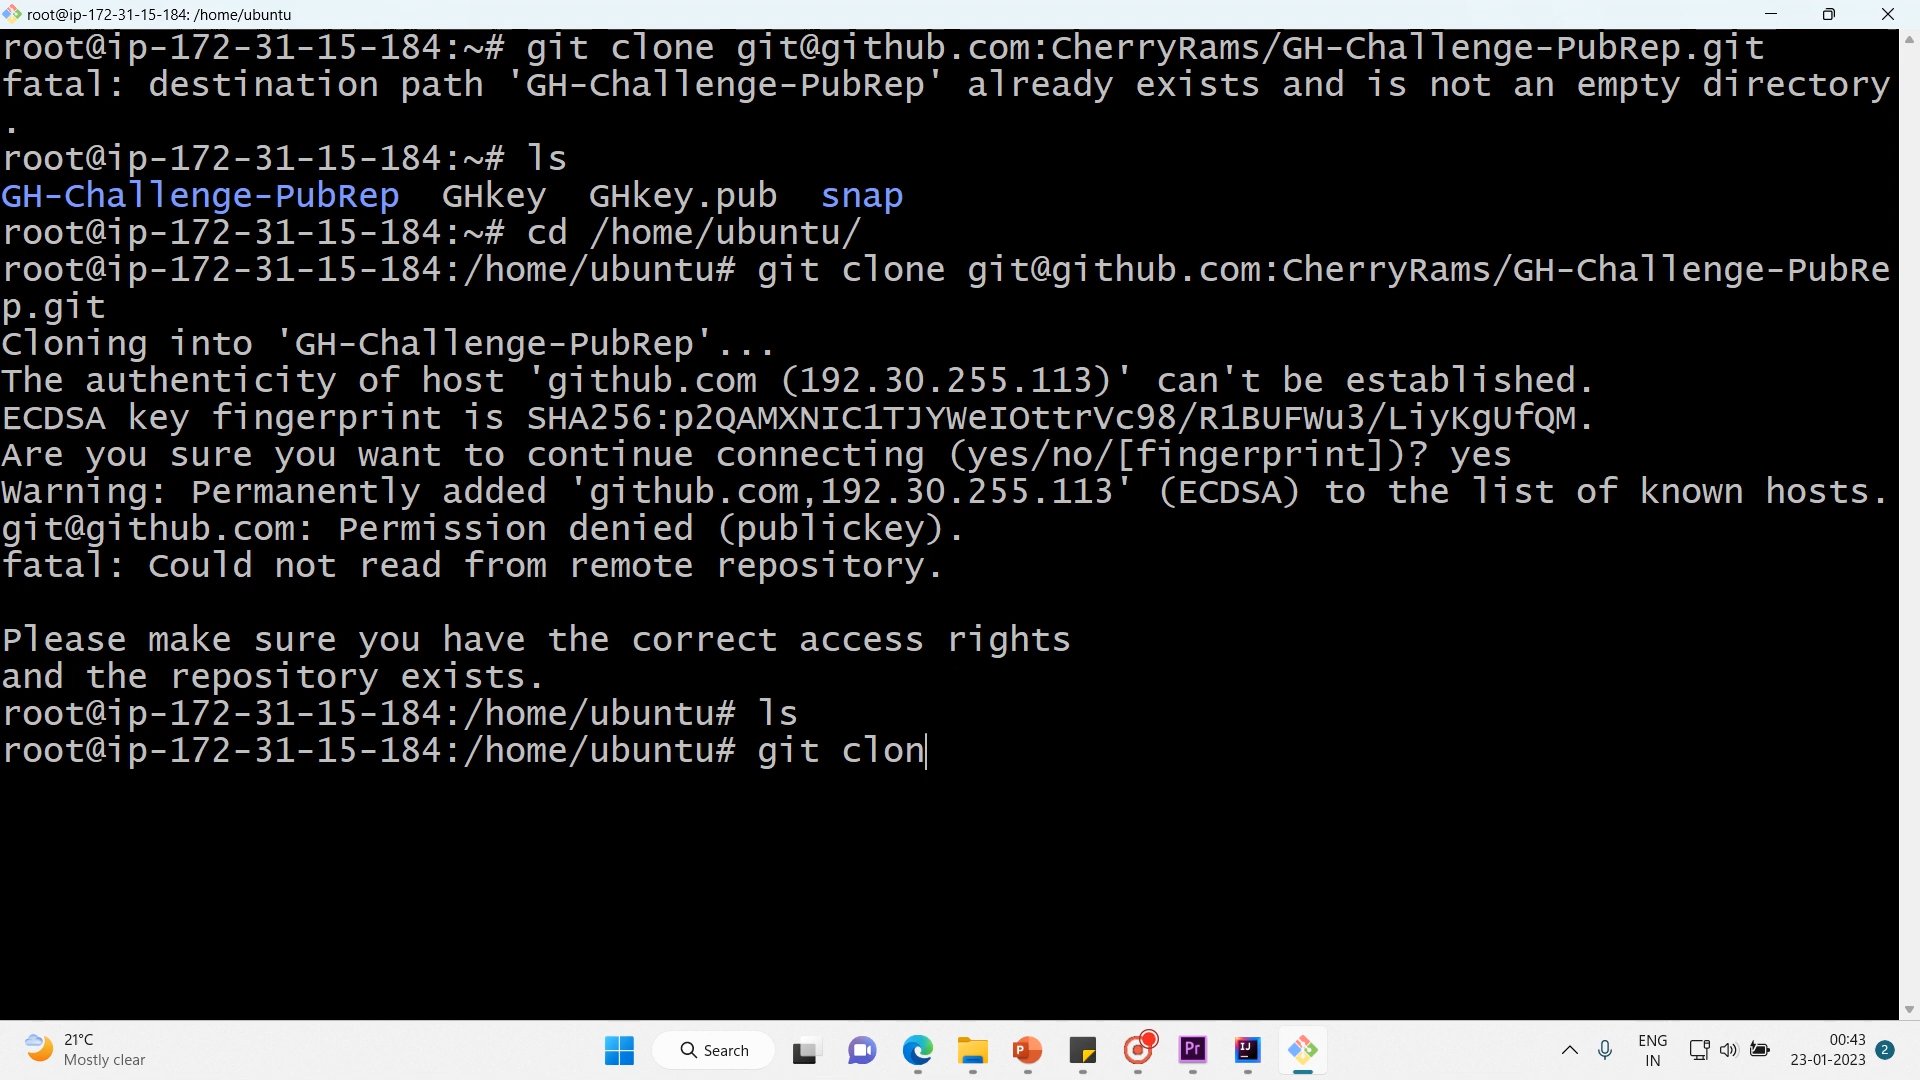 root@ip-172-31-15-184: /home/ubuntu
root@ip-172-31-15-184:~# git clone git@github.com:CherryRams/GH-Challenge-PubRep.git
fatal: destination path 'GH-Challenge-PubRep' already exists and is not an empty directory
.
root@ip-172-31-15-184:~# ls
GH-Challenge-PubRep GHkey GHkey.pub snap
root@ip-172-31-15-184:~# cd /home/ubuntu/
root@ip-172-31-15-184:/home/ubuntu# git clone git@github.com:CherryRams/GH-Challenge-PubRe
p.git
Cloning into 'GH-Challenge-PubRep'...
The authenticity of host 'github.com (192.30.255.113)' can't be established.
ECDSA key fingerprint is SHA256:p2QAMXNIC1TJYWeIOttrVc98/R1BUFWu3/LiyKgUfQM.
Are you sure you want to continue connecting (yes/no/[fingerprint])? yes
Warning: Permanently added 'github.com,192.30.255.113' (ECDSA) to the list of known hosts.
git@github.com: Permission denied (publickey).
fatal: Could not read from remote repository.
Please make sure you have the correct access rights
and the repository exists.
root@ip-172-31-15-184:/home/ubuntu# ls
root@ip-172-31-15-184:/home/ubuntu# git clon
21°C
Mostly clear
Search
P
Pr
IJ
ENG
IN
00:43
23-01-2023
2